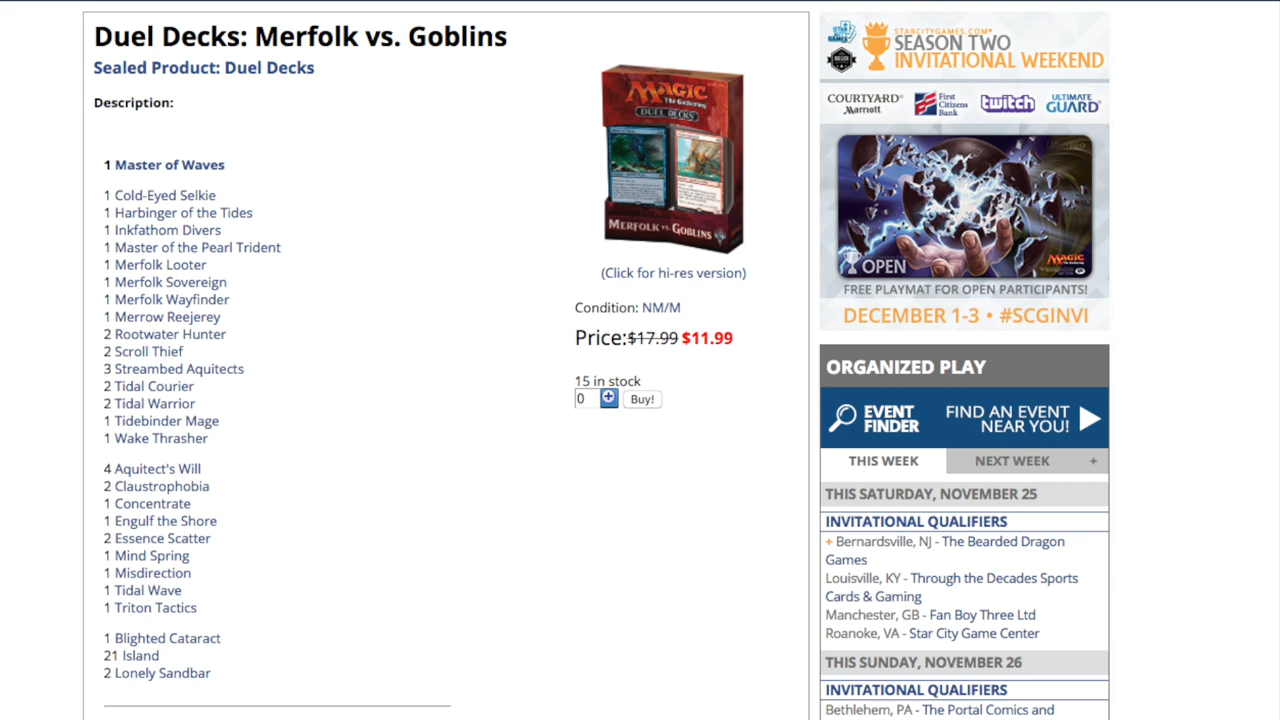 Duel Decks: Merfolk vs. Goblins
Sealed Product: Duel Decks
Description:
1 Master of Waves
1 Cold-Eyed Selkie
1 Harbinger of the Tides
1 Inkfathom Divers
1 Master of the Pearl Trident
1 Merfolk Looter
1 Merfolk Sovereign
1 Merfolk Wayfinder
1 Merrow Reejerey
2 Rootwater Hunter
2 Scroll Thief
3 Streambed Aquitects
2 Tidal Courier
2 Tidal Warrior
1 Tidebinder Mage
1 Wake Thrasher
4 Aquitect's Will
2 Claustrophobia
1 Concentrate
1 Engulf the Shore
2 Essence Scatter
1 Mind Spring
1 Misdirection
1 Tidal Wave
1 Triton Tactics
1 Blighted Cataract
21 Island
2 Lonely Sandbar
MAGIC
The Gathering
DUEL DECKS
MERFOLK VS. GOBLINS
(Click for hi-res version)
Condition: NM/M
Price:$17.99 $11.99
15 in stock
0 Buy!
STARCITYGAMES.COM®
SEASON TWO
INVITATIONAL WEEKEND
COURTYARD®
Marriott.
First
Citizens
Bank
twitch
ULTIMATE
GUARD®
OPEN
MAGIC
FREE PLAYMAT FOR OPEN PARTICIPANTS!
DECEMBER 1-3 • #SCGINVI
ORGANIZED PLAY
EVENT
FINDER
FIND AN EVENT
NEAR YOU!
THIS WEEK
NEXT WEEK +
THIS SATURDAY, NOVEMBER 25
INVITATIONAL QUALIFIERS
+ Bernardsville, NJ - The Bearded Dragon
Games
Louisville, KY - Through the Decades Sports
Cards & Gaming
Manchester, GB - Fan Boy Three Ltd
Roanoke, VA - Star City Game Center
THIS SUNDAY, NOVEMBER 26
INVITATIONAL QUALIFIERS
Bethlehem, PA - The Portal Comics and